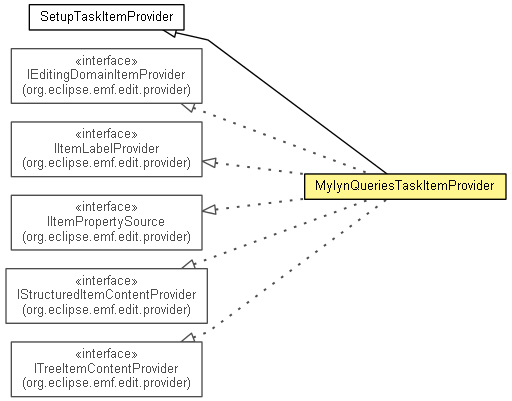 SetupTaskItemProvider
«interface»
IEditingDomainItemProvider
(org.eclipse.emf.edit.provider)
«interface»
IItemLabelProvider
(org.eclipse.emf.edit.provider)
MylynQueriesTaskItemProvider
«interface»
IItemPropertySource
(org.eclipse.emf.edit.provider)
«interface»
IStructuredItemContentProvider
(org.eclipse.emf.edit.provider)
«interface»
ITreeItemContentProvider
(org.eclipse.emf.edit.provider)